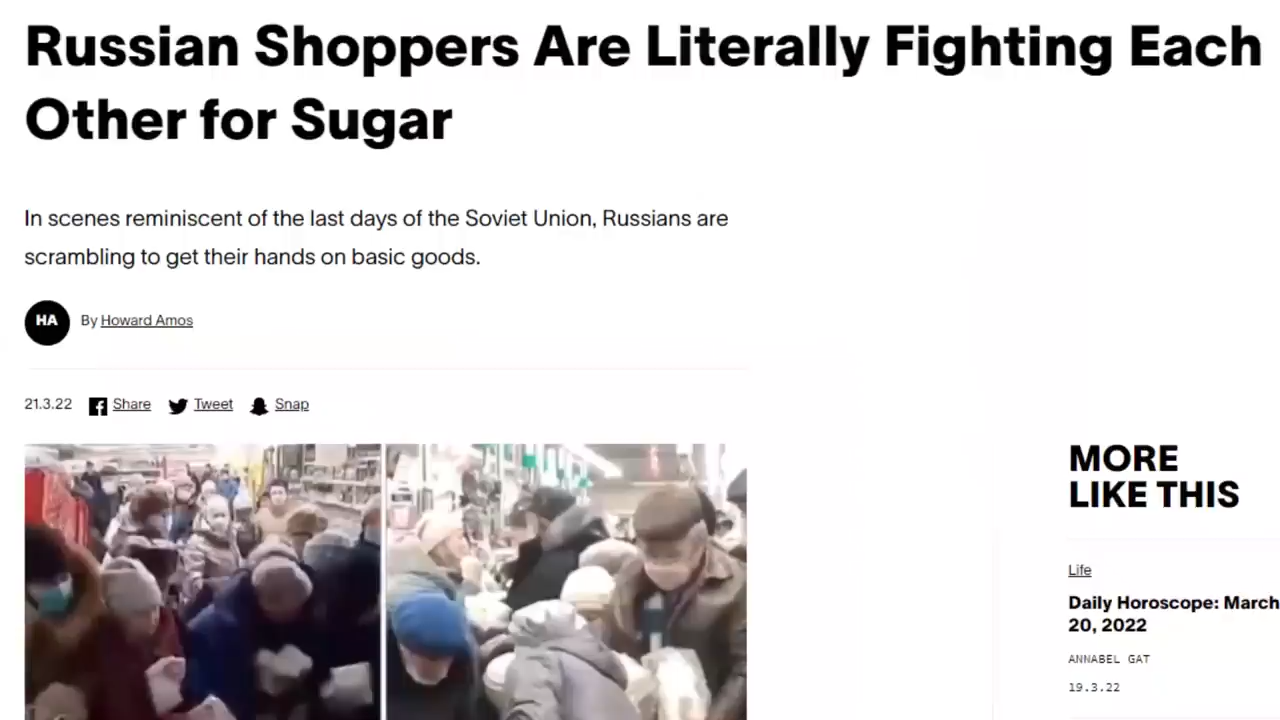 Russian Shoppers Are Literally Fighting Each
Other for Sugar
In scenes reminiscent of the last days of the Soviet Union, Russians are
scrambling to get their hands on basic goods.
HA
By Howard Amos
21.3.22 Share Tweet Snap
MORE
LIKE THIS
Life
Daily Horoscope: March
20, 2022
ANNABEL GAT
19.3.22